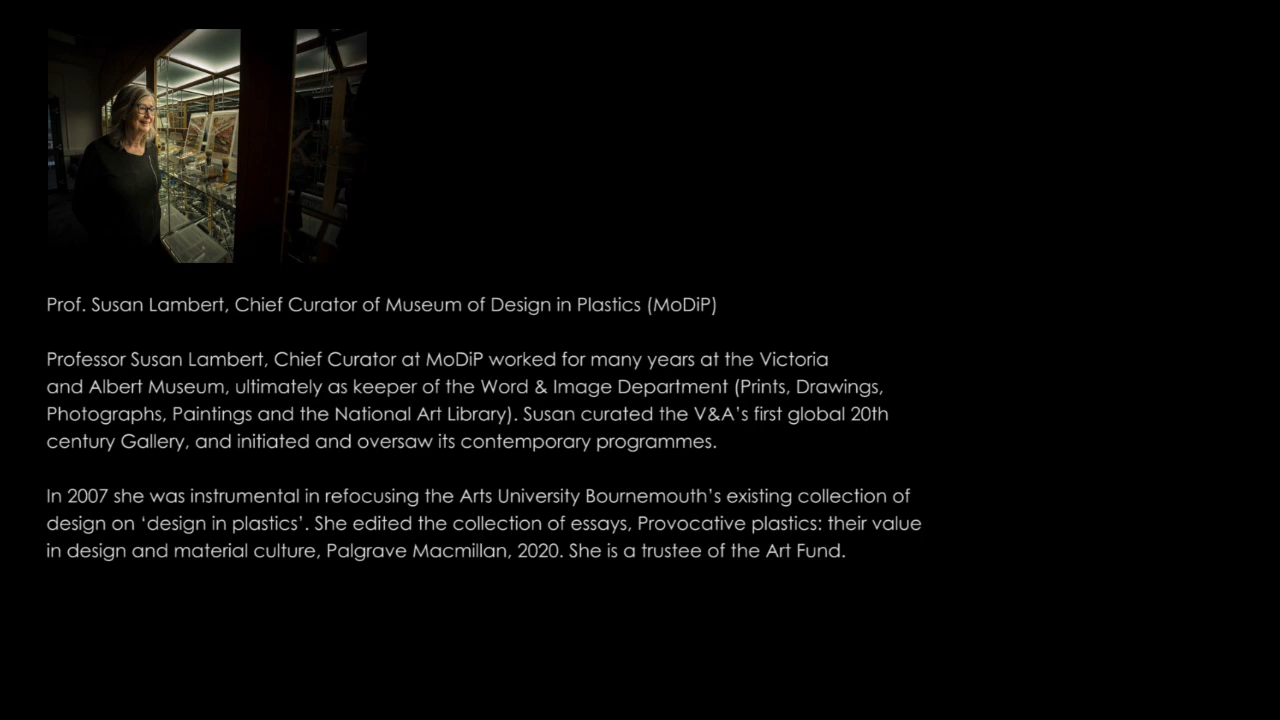 Prof. Susan Lambert, Chief Curator of Museum of Design in Plastics (MoDiP)
Professor Susan Lambert, Chief Curator at MoDiP worked for many years at the Victoria
and Albert Museum, ultimately as keeper of the Word & Image Department (Prints, Drawings,
Photographs, Paintings and the National Art Library). Susan curated the V&A’s first global 20th
century Gallery, and initiated and oversaw its contemporary programmes.
In 2007 she was instrumental in refocusing the Arts University Bournemouth’s existing collection of
design on ‘design in plastics’. She edited the collection of essays, Provocative plastics: their value
in design and material culture, Palgrave Macmillan, 2020. She is a trustee of the Art Fund.